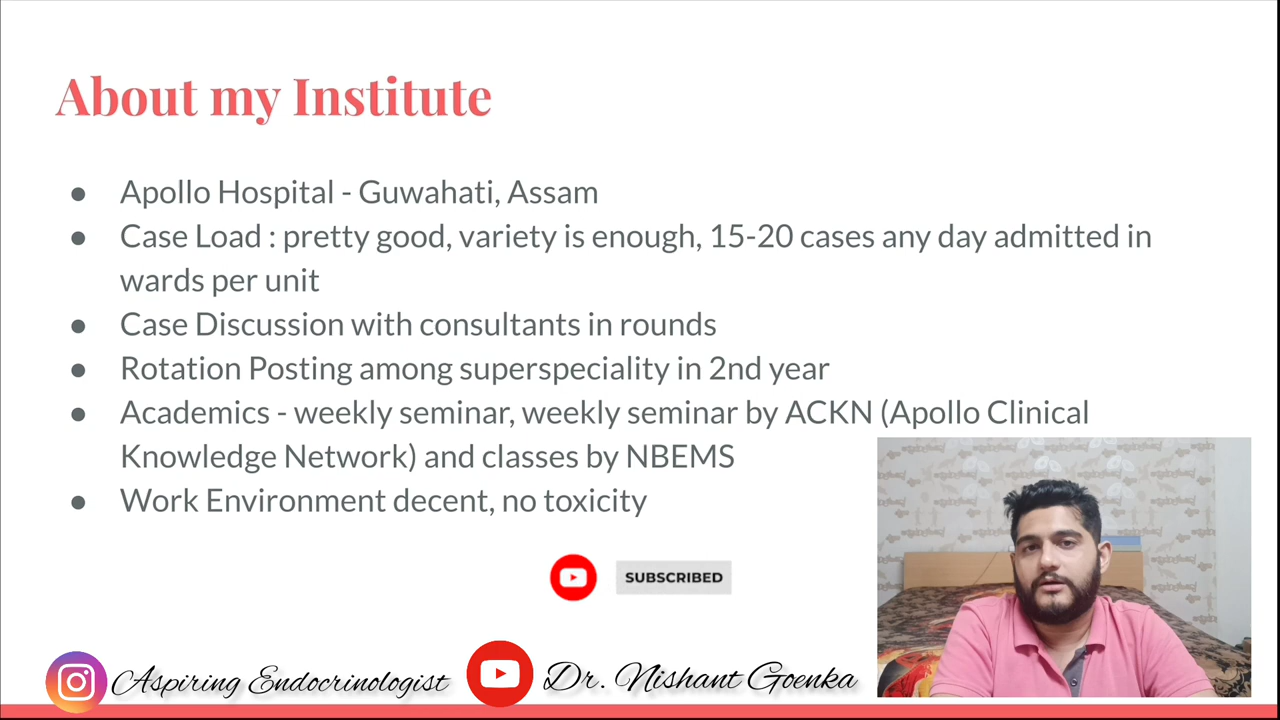 About my Institute
● Apollo Hospital - Guwahati, Assam
● Case Load : pretty good, variety is enough, 15-20 cases any day admitted in
wards per unit
● Case Discussion with consultants in rounds
● Rotation Posting among superspeciality in 2nd year
● Academics - weekly seminar, weekly seminar by ACKN (Apollo Clinical
Knowledge Network) and classes by NBEMS
● Work Environment decent, no toxicity
SUBSCRIBED
Aspiring Endocrinologist
Dr. Nishant Goenka